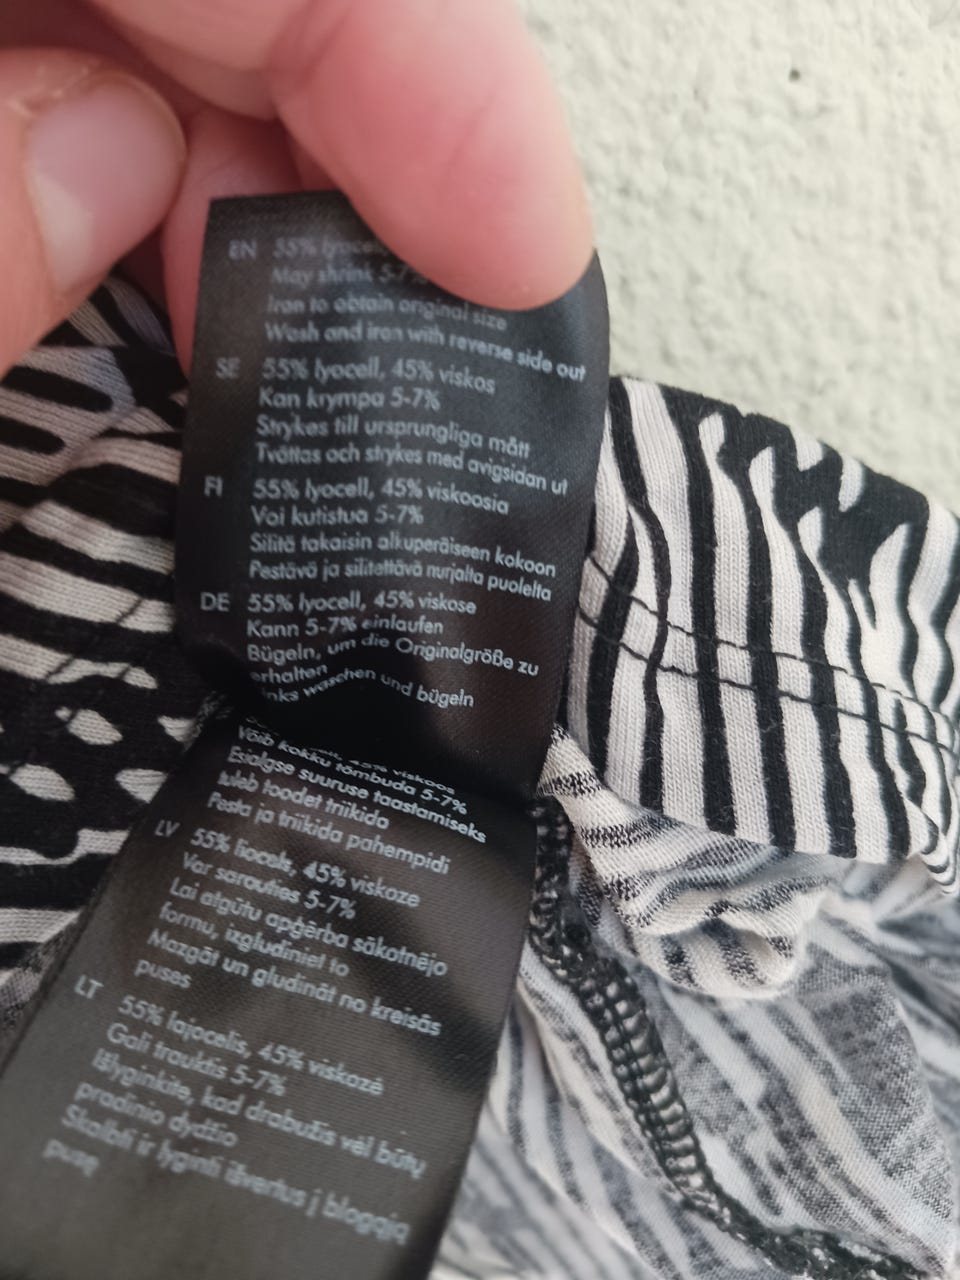 EN 55% lyocell
May shrink 5-7%
Iron to obtain original size
Wash and iron with reverse side out
SE 55% lyocell, 45% viskos
Kan krympa 5-7%
Strykes till ursprungliga mått
Tvättas och strykes med avigsidan ut
FI 55% lyocell, 45% viskoosia
Voi kutistua 5-7%
Silitä takaisin alkuperäiseen kokoon
Pestävä ja silitettävä nurjalta puolelta
DE 55% lyocell, 45% viskose
Kann 5-7% einlaufen
Bügeln, um die Originalgröße zu
erhalten
links waschen und bügeln
45% viskoos
Võib kokku tõmbuda 5-7%
Esialgse suuruse taastamiseks
tuleb toodet triikida
Pesta ja triikida pahempidi
LV 55% liocels, 45% viskoze
Var sarauties 5-7%
Lai atgūtu apģērba sākotnējo
formu, izgludiniet to
Mazgāt un gludināt no kreisās
puses
LT 55% lajocelis, 45% viskozė
Gali trauktis 5-7%
Išlyginkite, kad drabužis vėl būtų
pradinio dydžio
Skalbti ir lyginti išvertus į blogąją
pusę